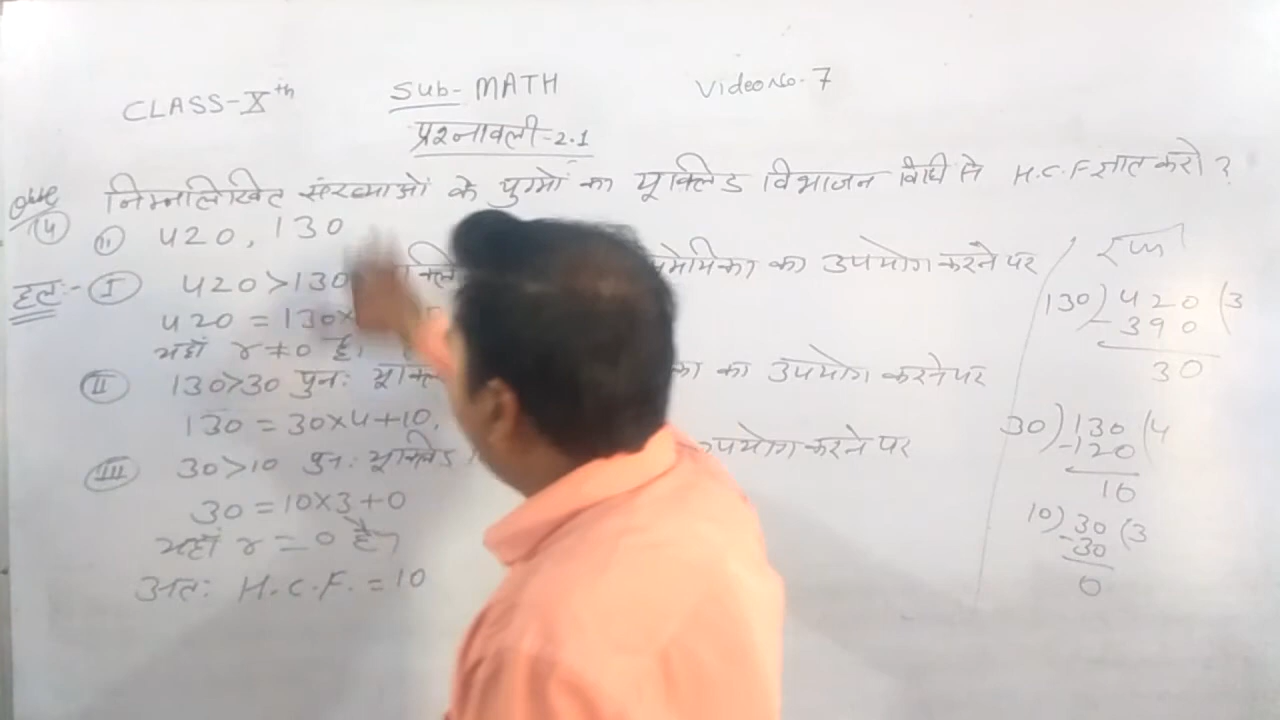 CLASS-Xth Sub- MATH Video No- 7
प्रश्नावली-2.1
निम्नलिखित संख्याओं के युग्मों का यूक्लिड विभाजन विधी से H.C.F ज्ञात करो ?
(4) (ii) 420, 130
हल:- (I) 420>130 का उपयोग करने पर
420 = 130×
यहाँ r≠0 है।
(II) 130>30 पुनः का उपयोग करने पर
130 = 30×4+10,
(III) 30>10 पुन: यूक्लिड उपयोग करने पर
30 = 10×3+0
यहाँ r = 0 है
अतः H.C.F. = 10
130) 420 (3
-390
30
30) 130 (4
-120
10
10) 30 (3
-30
0